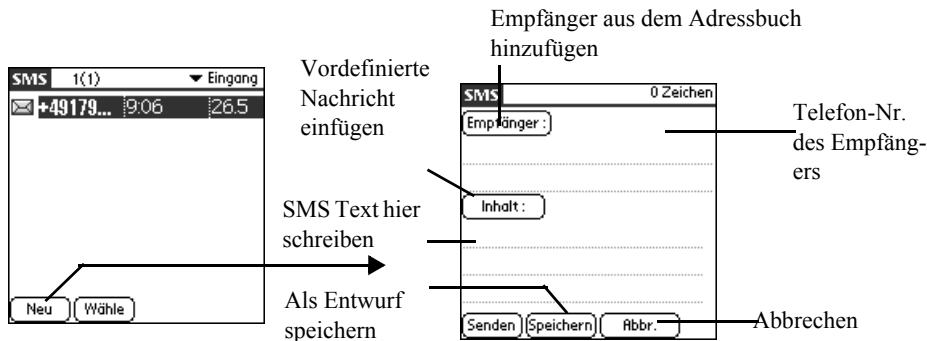 Empfänger aus dem Adressbuch
hinzufügen
SMS 1(1) Eingang
+49179... 9:06 26.5
Neu Wähle
Vordefinierte
Nachricht
einfügen
SMS Text hier
schreiben
Als Entwurf
speichern
SMS 0 Zeichen
Empfänger :
Inhalt :
Senden Speichern Abbr.
Telefon-Nr.
des Empfäng-
ers
Abbrechen